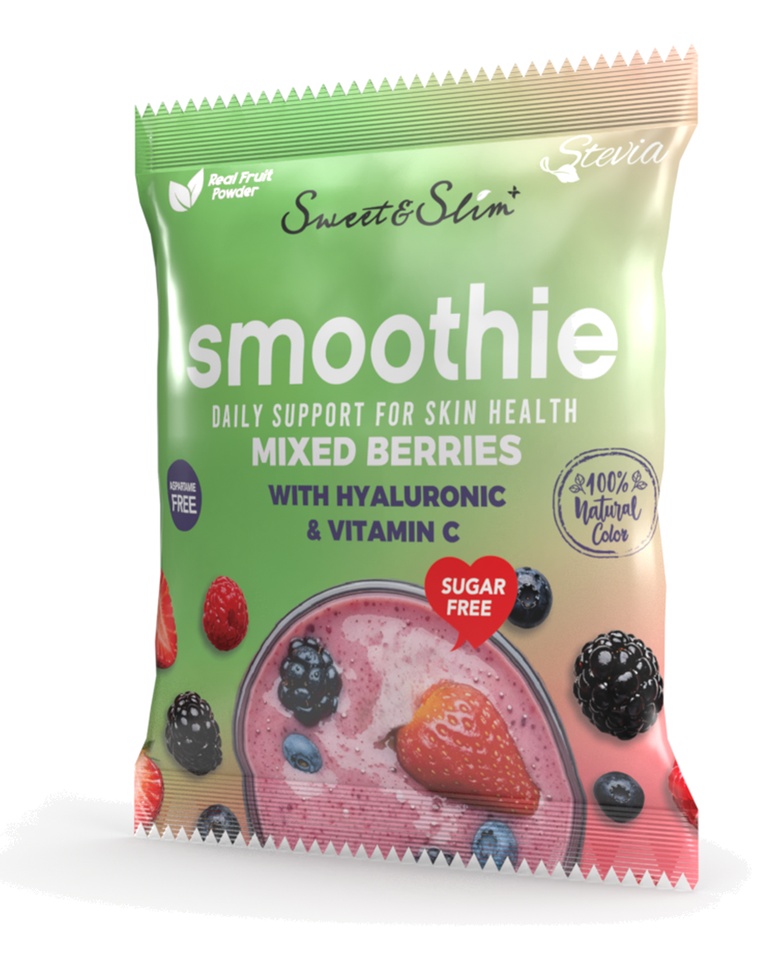 Real Fruit
Powder
Stevia
Sweet & Slim+
smoothie
DAILY SUPPORT FOR SKIN HEALTH
MIXED BERRIES
WITH HYALURONIC
& VITAMIN C
ASPARTAME
FREE
100%
Natural
Color
SUGAR
FREE